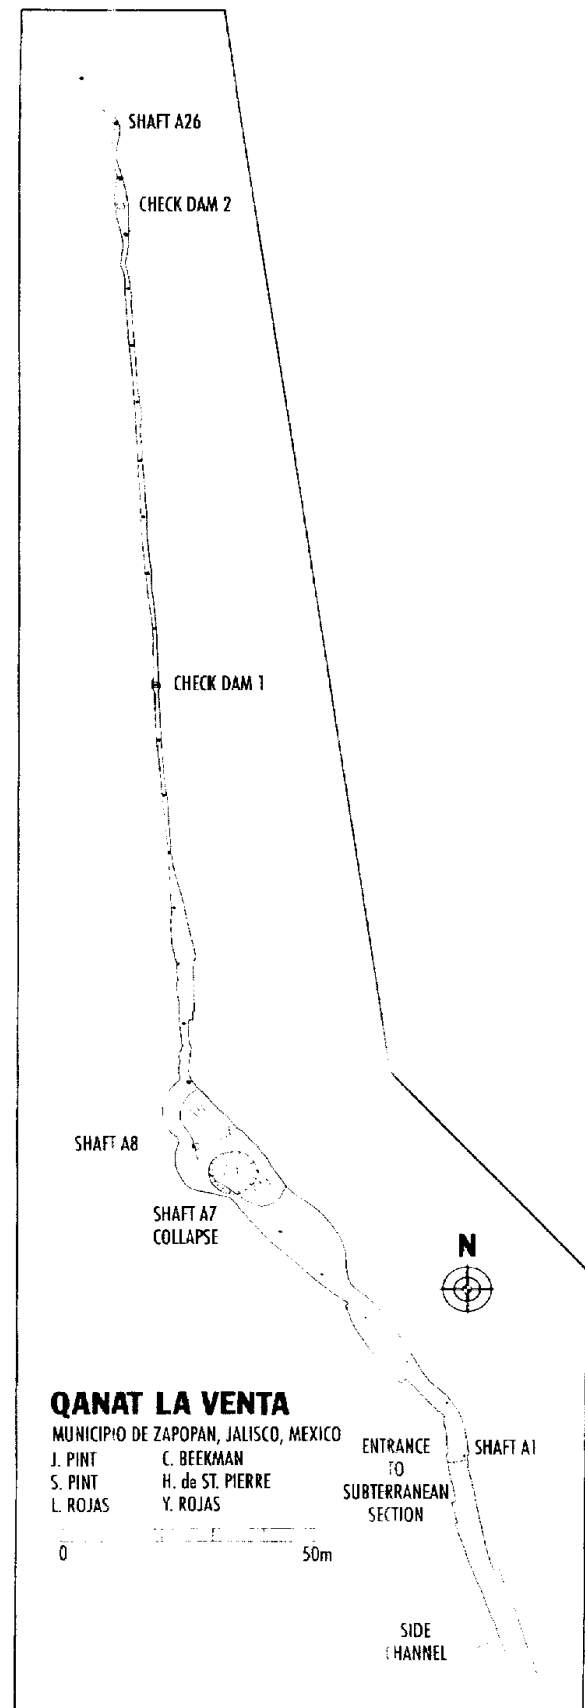 SHAFT A26
CHECK DAM 2
CHECK DAM 1
SHAFT A8
SHAFT A7
COLLAPSE
N
QANAT LA VENTA
MUNICIPIO DE ZAPOPAN, JALISCO, MEXICO
J. PINT
S. PINT
L. ROJAS
C. BEEKMAN
H. de ST. PIERRE
Y. ROJAS
0
50m
ENTRANCE
TO
SUBTERRANEAN
SECTION
SHAFT A1
SIDE
CHANNEL